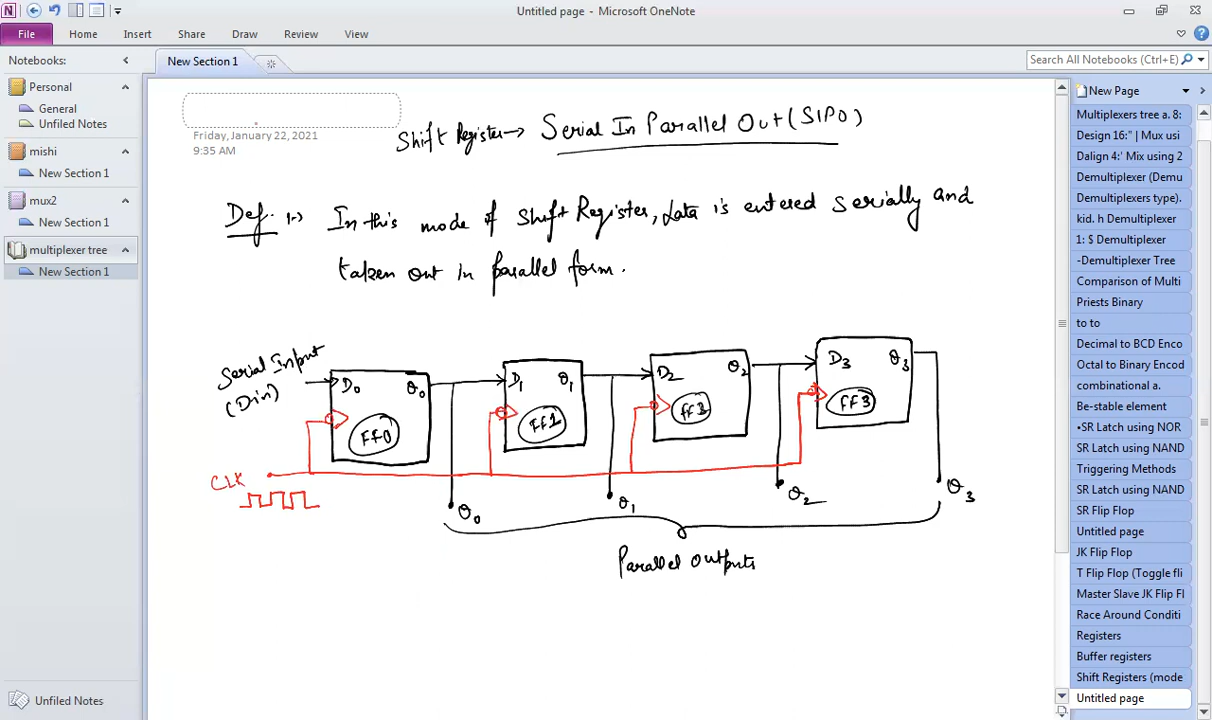 Untitled page - Microsoft OneNote
File Home Insert Share Draw Review View
Notebooks:
New Section 1
Search All Notebooks (Ctrl+E)
Personal
General
Unfiled Notes
mishi
New Section 1
mux2
New Section 1
multiplexer tree
New Section 1
Unfiled Notes
Friday, January 22, 2021
9:35 AM
Shift Register→ Serial In Parallel Out (SIPO)
Def. :- In this mode of Shift Register, data is entered serially and
taken out in parallel form.
Serial Input
(Din)
D0 Q0
FF0
D1 Q1
FF1
D2 Q2
D3 Q3
FF3
CLK
Q0
Q1
Q2
Q3
Parallel Outputs
New Page
Multiplexers tree a. 8:
Design 16:" | Mux usi
Dalign 4:' Mix using 2
Demultiplexer (Demu
Demultiplexers type).
kid. h Demultiplexer
1: $ Demultiplexer
-Demultiplexer Tree
Comparison of Multi
Priests Binary
to to
Decimal to BCD Enco
Octal to Binary Encod
combinational a.
Be-stable element
•SR Latch using NOR
SR Latch using NAND
Triggering Methods
SR Latch using NAND
SR Flip Flop
Untitled page
JK Flip Flop
T Flip Flop (Toggle fli
Master Slave JK Flip Fl
Race Around Conditi
Registers
Buffer registers
Shift Registers (mode
Untitled page